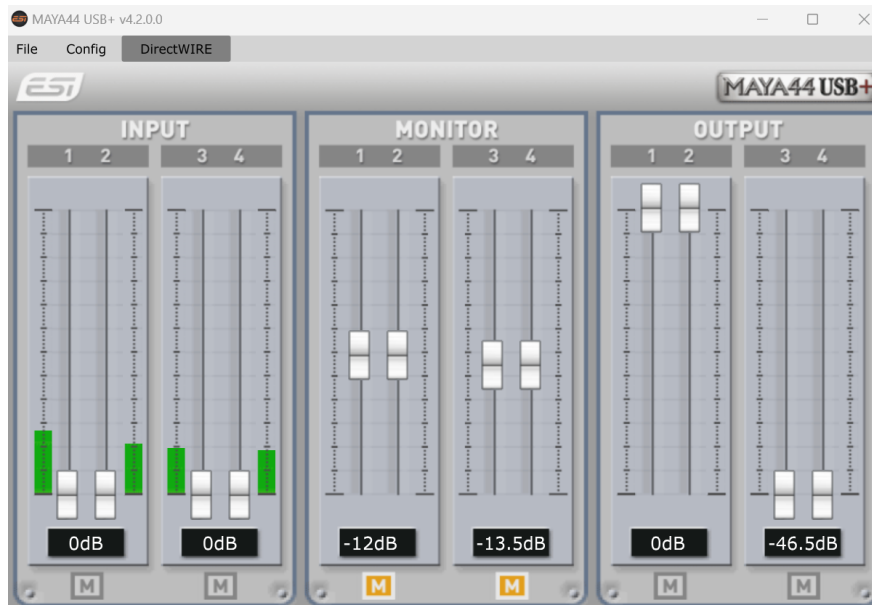 MAYA44 USB+ v4.2.0.0
File Config DirectWIRE
ESI MAYA44 USB+
INPUT MONITOR OUTPUT
1 2 3 4 1 2 3 4 1 2 3 4
0dB 0dB -12dB -13.5dB 0dB -46.5dB
M M M M M M